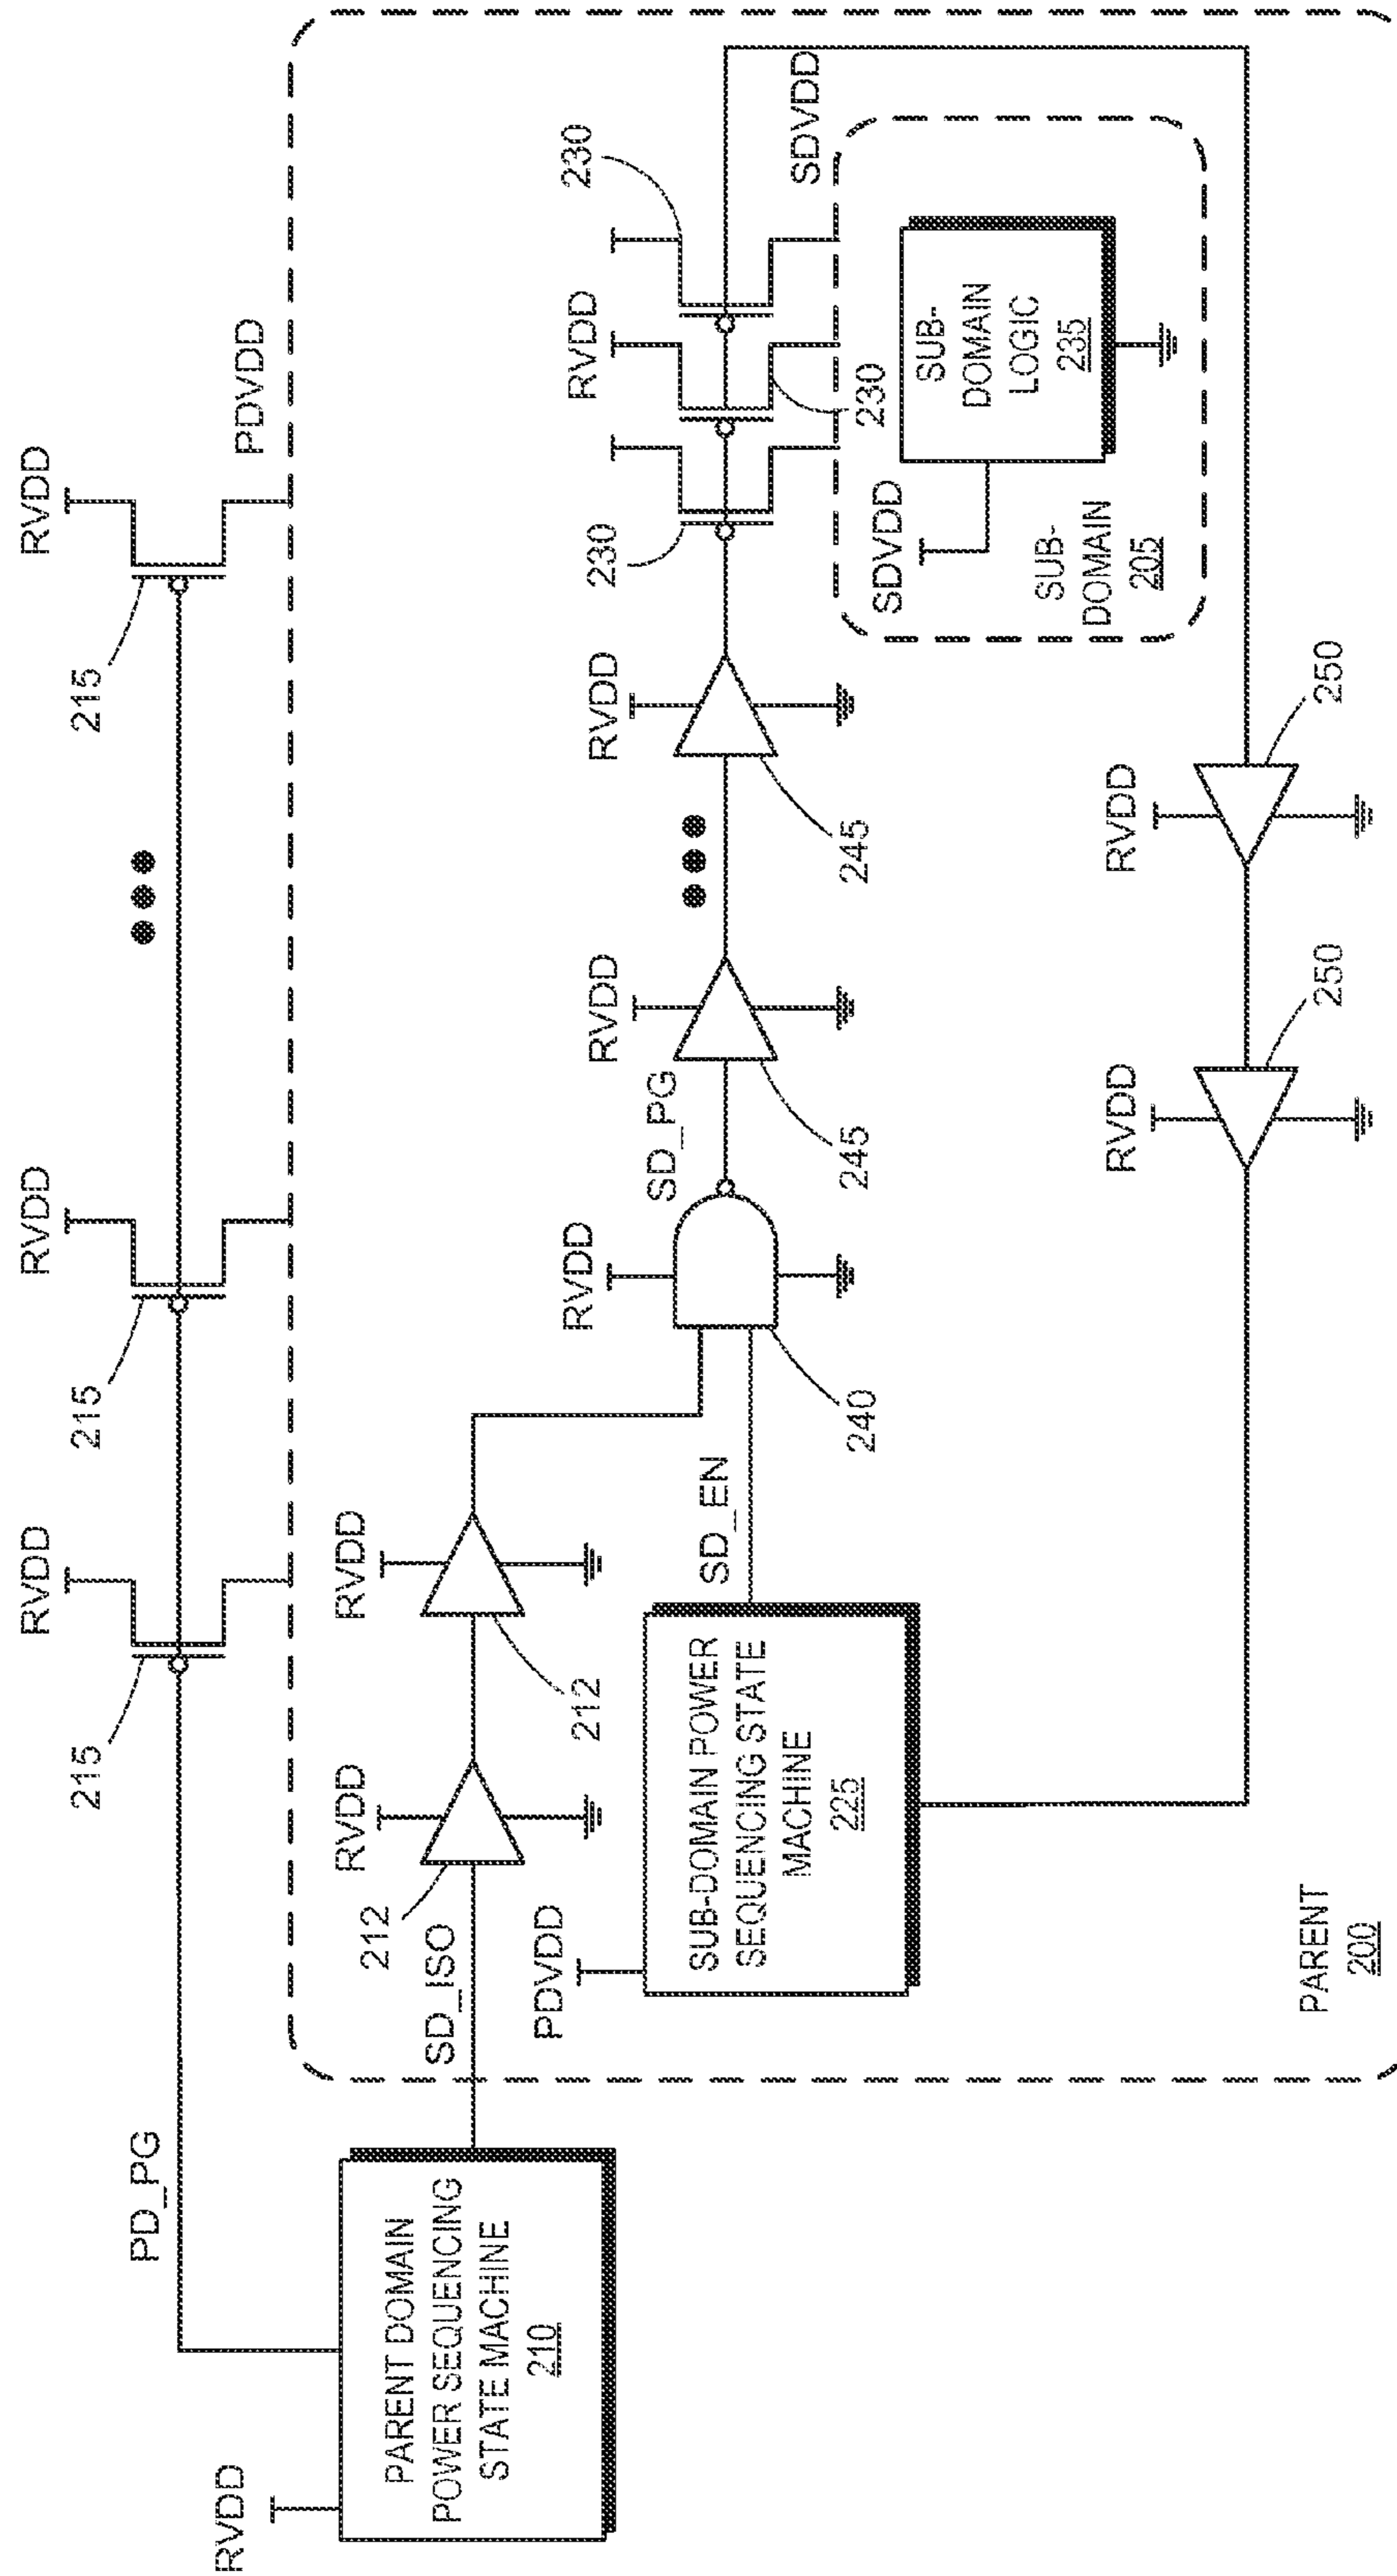 RVDD
PARENT DOMAIN
POWER SEQUENCING
STATE MACHINE
210
PD_PG
215
RVDD
215
RVDD
215
RVDD
PDVDD
SD_ISO
212
RVDD
212
RVDD
PDVDD
SUB-DOMAIN POWER
SEQUENCING STATE
MACHINE
225
SD_EN
240
RVDD
SD_PG
245
RVDD
245
RVDD
230
RVDD
230
230
SDVDD
SDVDD
SUB-
DOMAIN
LOGIC
235
SUB-
DOMAIN
205
RVDD
250
RVDD
250
PARENT
200